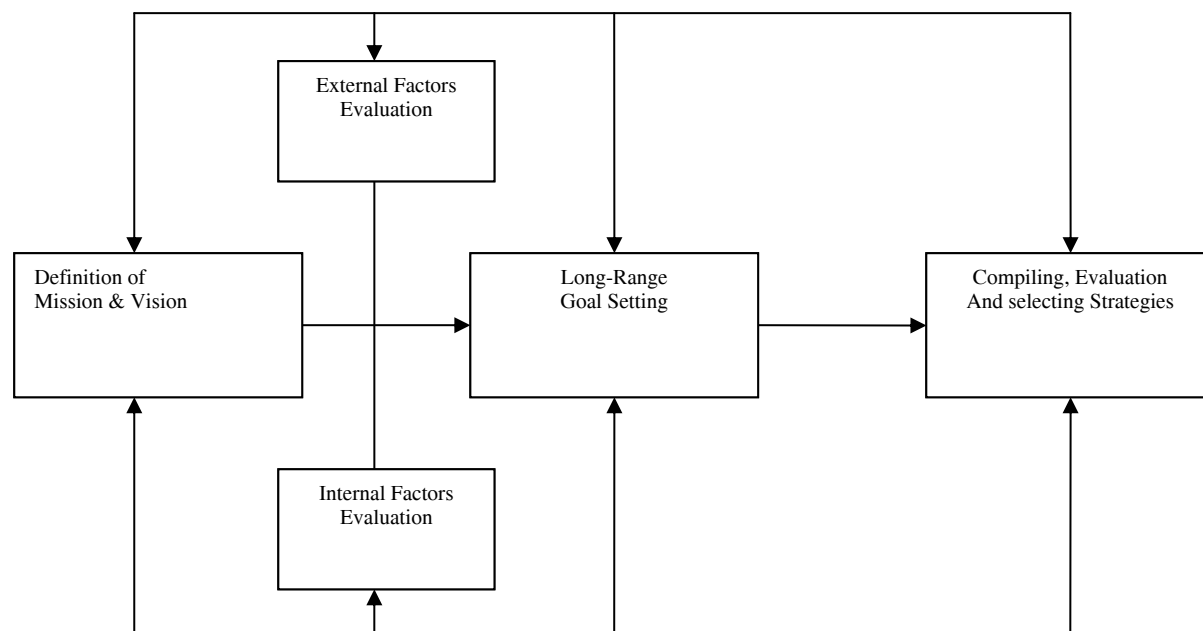 External Factors
Evaluation
Definition of
Mission & Vision
Long-Range
Goal Setting
Compiling, Evaluation
And selecting Strategies
Internal Factors
Evaluation